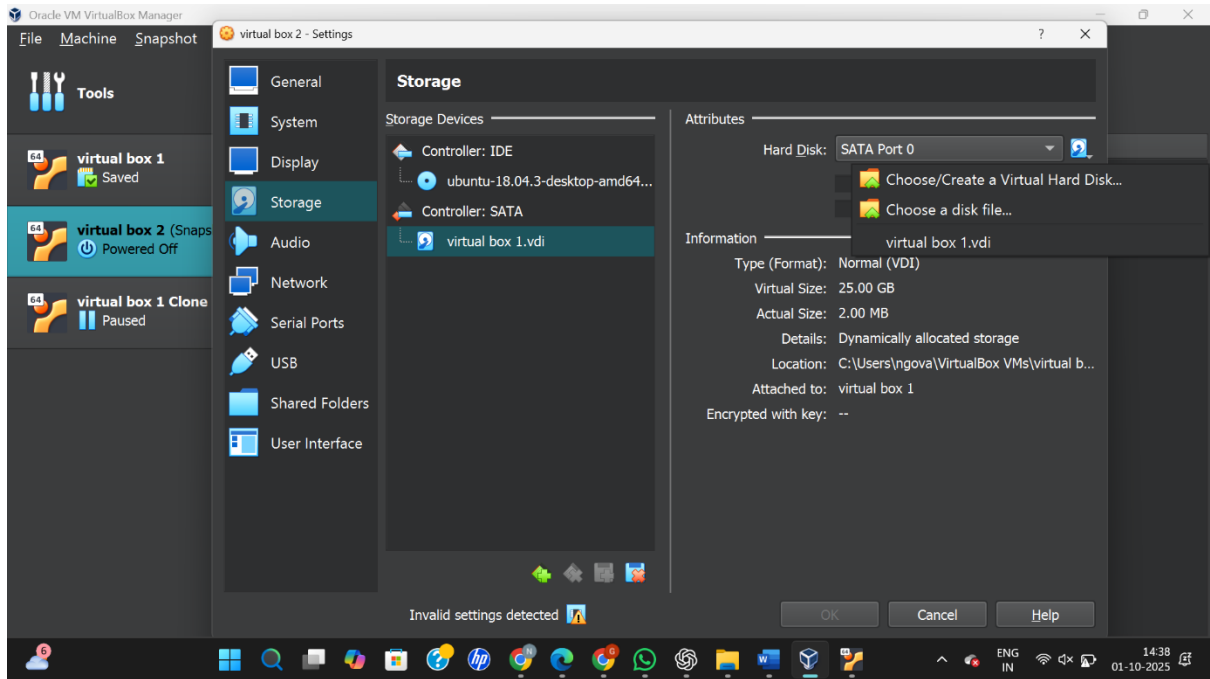 Oracle VM VirtualBox Manager
File Machine Snapshot
Tools
64
virtual box 1
Saved
64
virtual box 2 (Snaps
Powered Off
64
virtual box 1 Clone
Paused
virtual box 2 - Settings
?
General
System
Display
Storage
Audio
Network
Serial Ports
USB
Shared Folders
User Interface
Storage
Storage Devices
Controller: IDE
ubuntu-18.04.3-desktop-amd64...
Controller: SATA
virtual box 1.vdi
Attributes
Hard Disk: SATA Port 0
Choose/Create a Virtual Hard Disk...
Choose a disk file...
virtual box 1.vdi
Information
Type (Format): Normal (VDI)
Virtual Size: 25.00 GB
Actual Size: 2.00 MB
Details: Dynamically allocated storage
Location: C:\Users\ngova\VirtualBox VMs\virtual b...
Attached to: virtual box 1
Encrypted with key: --
Invalid settings detected
OK Cancel Help
6
hp
N
G
ENG
IN
14:38
01-10-2025